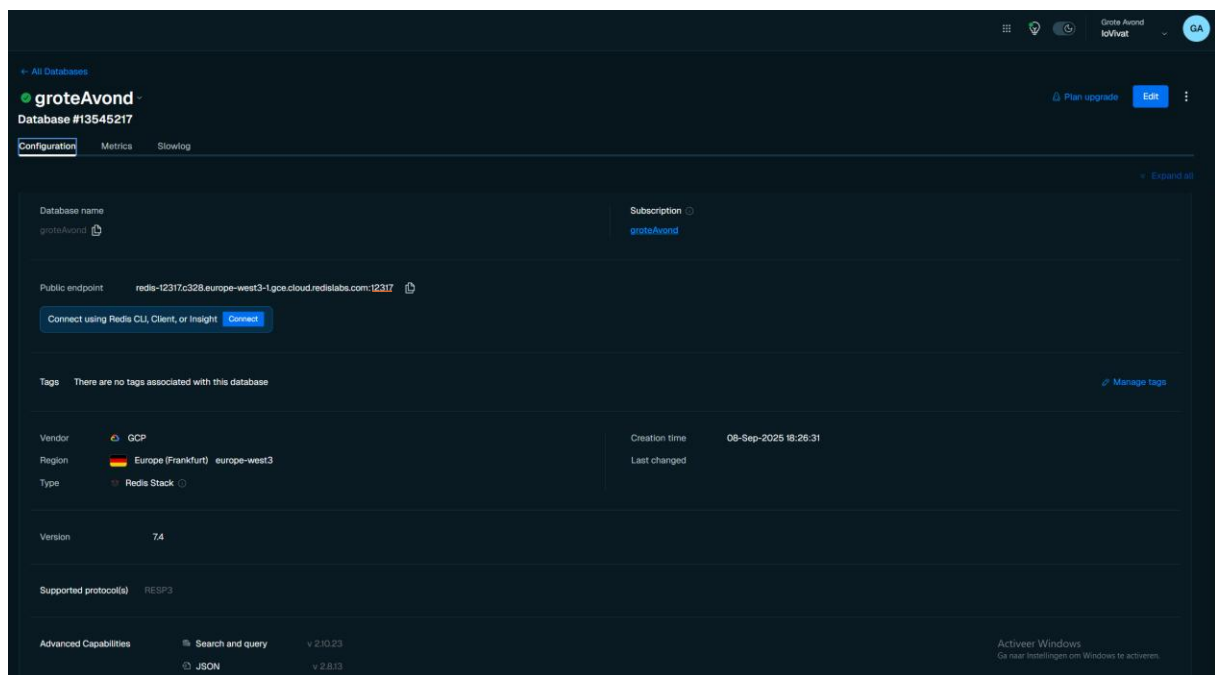 Grote Avond
IoVivat
GA
← All Databases
groteAvond
Plan upgrade
Edit
Database #13545217
Configuration Metrics Slowlog
Expand all
Database name
groteAvond
Subscription
groteAvond
Public endpoint redis-12317.c328.europe-west3-1.gce.cloud.redislabs.com:12317
Connect using Redis CLI, Client, or Insight Connect
Tags There are no tags associated with this database
Manage tags
Vendor GCP
Creation time 08-Sep-2025 18:26:31
Region Europe (Frankfurt) europe-west3
Last changed
Type Redis Stack
Version 7.4
Supported protocol(s) RESP3
Advanced Capabilities Search and query v 2.10.23
JSON v 2.8.13
Activeer Windows
Ga naar Instellingen om Windows te activeren.